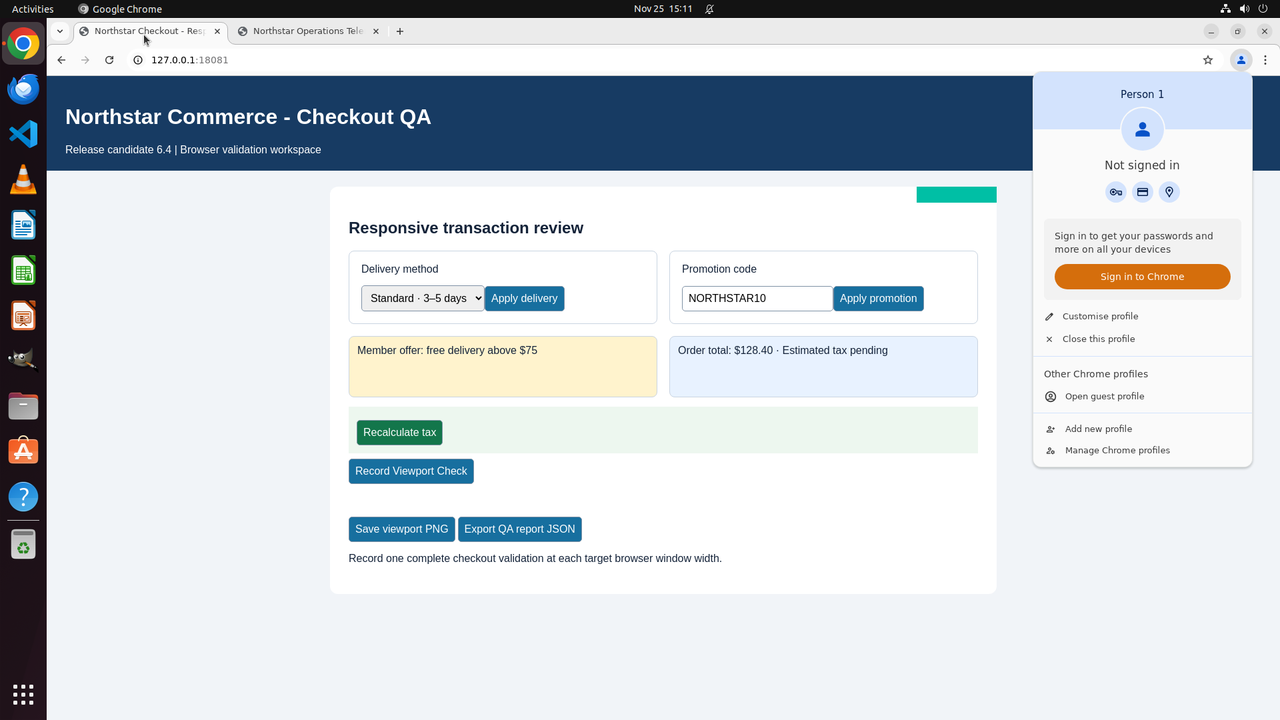 Activities
Google Chrome
Nov 25 15:11
Northstar Checkout - Res
Northstar Operations Tele
127.0.0.1:18081
Northstar Commerce - Checkout QA
Release candidate 6.4 | Browser validation workspace
Responsive transaction review
Delivery method
Standard · 3–5 days
Apply delivery
Promotion code
NORTHSTAR10
Apply promotion
Member offer: free delivery above $75
Order total: $128.40 · Estimated tax pending
Recalculate tax
Record Viewport Check
Save viewport PNG
Export QA report JSON
Record one complete checkout validation at each target browser window width.
Person 1
Not signed in
Sign in to get your passwords and
more on all your devices
Sign in to Chrome
Customise profile
Close this profile
Other Chrome profiles
Open guest profile
Add new profile
Manage Chrome profiles